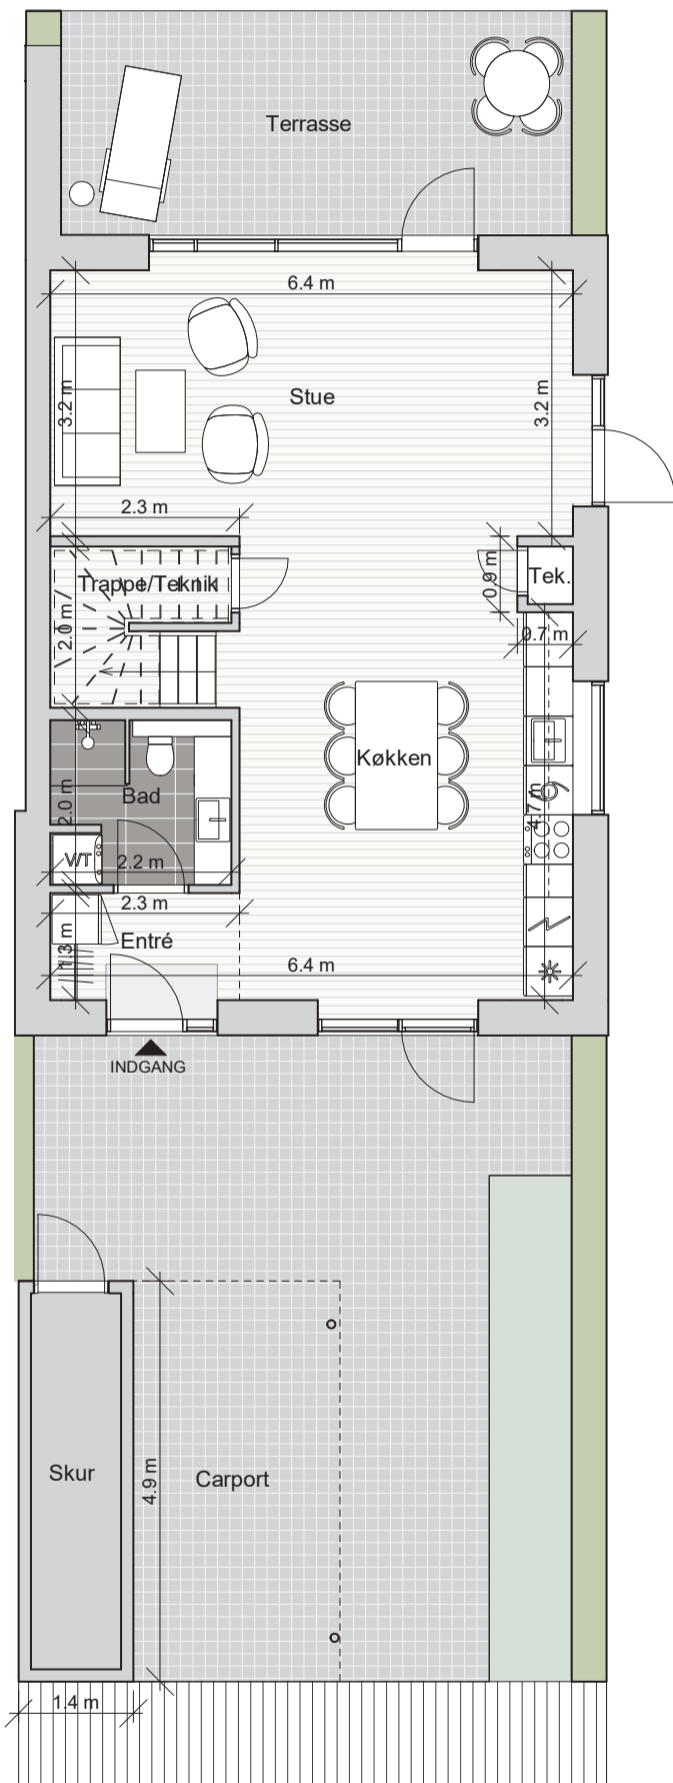 Terrasse
6.4 m
Stue
3.2 m
3.2 m
2.3 m
Trappe/Teknik
0.9 m
Tek.
2.0 m
0.7 m
Køkken
Bad
2.0 m
4.7 m
VT
2.2 m
2.3 m
Entré
1.3 m
6.4 m
INDGANG
Skur
4.9 m
Carport
1.4 m